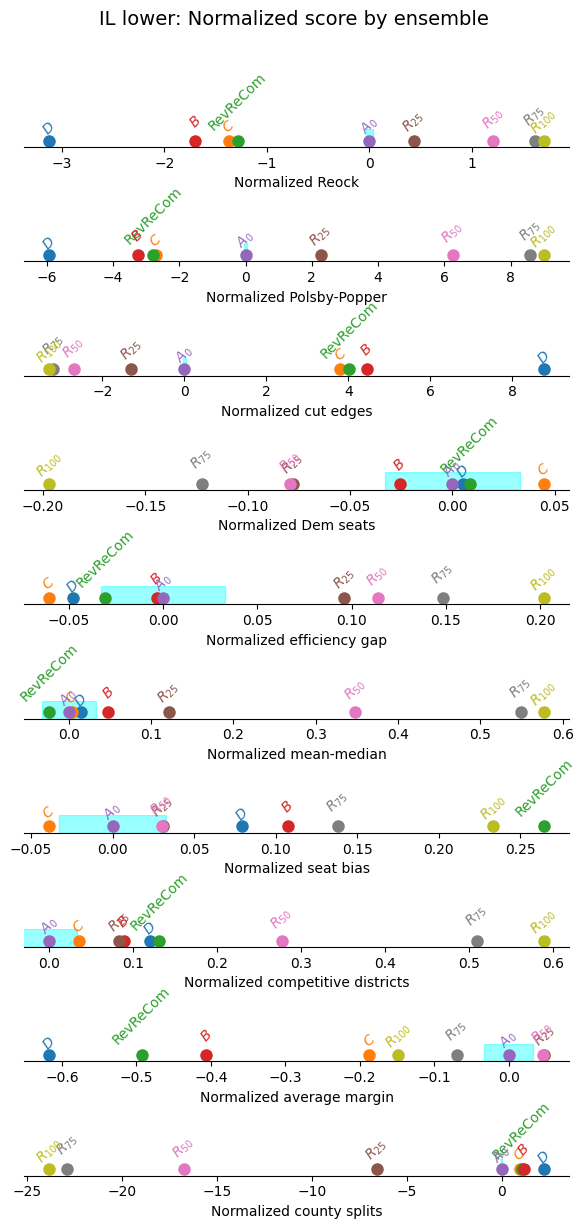 IL lower: Normalized score by ensemble
D B C RevReCom A0 R25 R50 R75 R100
−3 −2 −1 0 1
Normalized Reock
D B RevReCom C A0 R25 R50 R75 R100
−6 −4 −2 0 2 4 6 8
Normalized Polsby-Popper
R100 R75 R50 R25 A0 C RevReCom B D
−2 0 2 4 6 8
Normalized cut edges
R100 R75 R50 R25 B A0 D RevReCom C
−0.20 −0.15 −0.10 −0.05 0.00 0.05
Normalized Dem seats
C D RevReCom B A0 R25 R50 R75 R100
−0.05 0.00 0.05 0.10 0.15 0.20
Normalized efficiency gap
RevReCom A0 C D B R25 R50 R75 R100
0.0 0.1 0.2 0.3 0.4 0.5 0.6
Normalized mean-median
C A0 R50 R25 D B R75 R100 RevReCom
−0.05 0.00 0.05 0.10 0.15 0.20 0.25
Normalized seat bias
A0 C R25 B D RevReCom R50 R75 R100
0.0 0.1 0.2 0.3 0.4 0.5 0.6
Normalized competitive districts
D RevReCom B C R100 R75 A0 R50 R25
−0.6 −0.5 −0.4 −0.3 −0.2 −0.1 0.0
Normalized average margin
R100 R75 R50 R25 A0 RevReCom C B D
−25 −20 −15 −10 −5 0
Normalized county splits